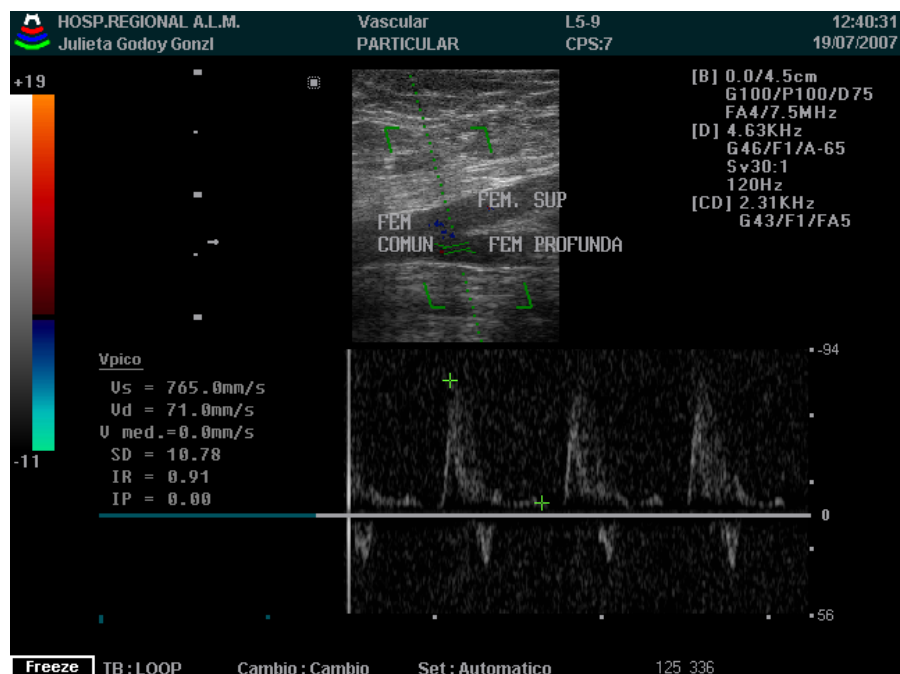 HOSP.REGIONAL A.L.M. Vascular L5-9 12:40:31
Julieta Godoy Gonzl PARTICULAR CPS:7 19/07/2007
+19
-11
[B] 0.0/4.5cm
G100/P100/D75
FA4/7.5MHz
[D] 4.63KHz
G46/F1/A-65
Sv30:1
120Hz
[CD] 2.31KHz
G43/F1/FA5
FEM. SUP
FEM
COMUN
FEM PROFUNDA
Vpico
Vs = 765.0mm/s
Vd = 71.0mm/s
V med.=0.0mm/s
SD = 10.78
IR = 0.91
IP = 0.00
-94
0
56
Freeze TB:LOOP Cambio:Cambio Set:Automatico 125 336